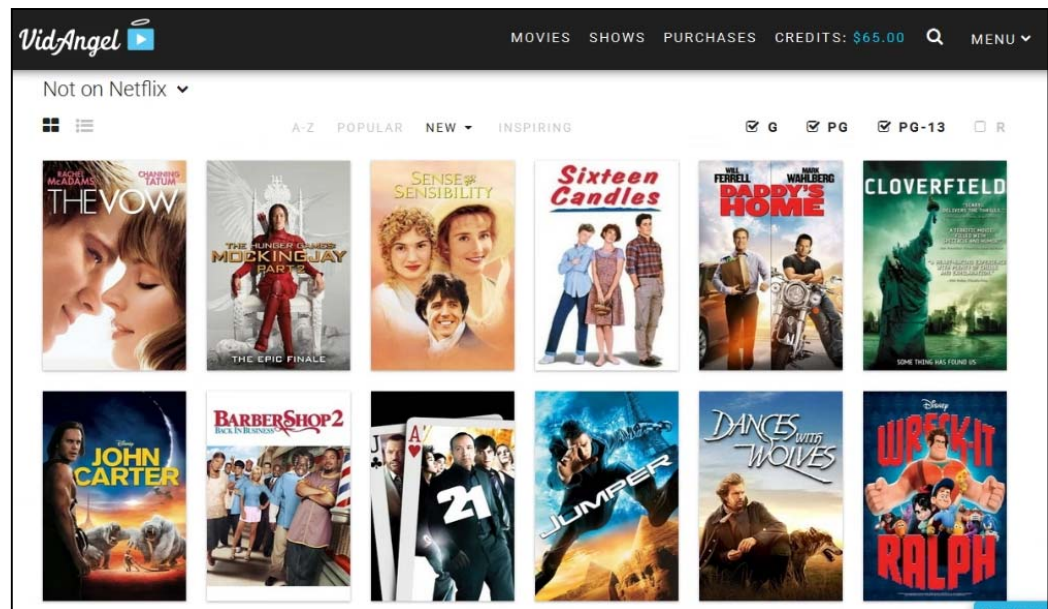 VidAngel
MOVIES SHOWS PURCHASES CREDITS: $65.00 MENU
Not on Netflix
A-Z POPULAR NEW INSPIRING G PG PG-13 R
RACHEL McADAMS CHANNING TATUM
THE VOW
THE HUNGER GAMES
MOCKINGJAY
PART 2
THE EPIC FINALE
SENSE AND
SENSIBILITY
Sixteen
Candles
WILL FERRELL MARK WAHLBERG
DADDY'S
HOME
CLOVERFIELD
SOME THING HAS FOUND US
Disney
JOHN
CARTER
BARBERSHOP 2
BACK IN BUSINESS
J A
21
JUMPER
DANCES WITH
WOLVES
Disney
WRECK-IT
RALPH